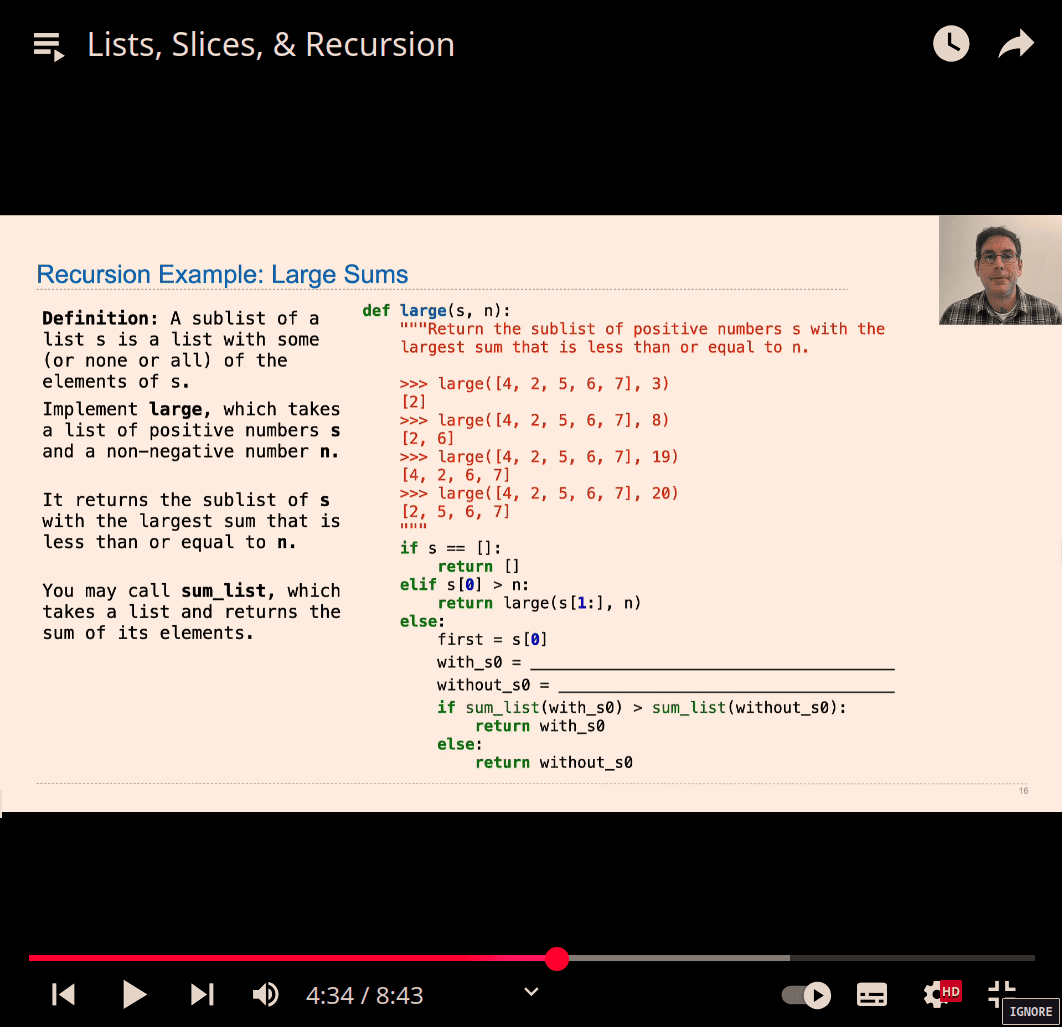 Lists, Slices, & Recursion
Recursion Example: Large Sums
Definition: A sublist of a
list s is a list with some
(or none or all) of the
elements of s.
Implement large, which takes
a list of positive numbers s
and a non-negative number n.
It returns the sublist of s
with the largest sum that is
less than or equal to n.
You may call sum_list, which
takes a list and returns the
sum of its elements.
def large(s, n):
"""Return the sublist of positive numbers s with the
largest sum that is less than or equal to n.
>>> large([4, 2, 5, 6, 7], 3)
[2]
>>> large([4, 2, 5, 6, 7], 8)
[2, 6]
>>> large([4, 2, 5, 6, 7], 19)
[4, 2, 6, 7]
>>> large([4, 2, 5, 6, 7], 20)
[2, 5, 6, 7]
"""
if s == []:
return []
elif s[0] > n:
return large(s[1:], n)
else:
first = s[0]
with_s0 = ____________________
without_s0 = ____________________
if sum_list(with_s0) > sum_list(without_s0):
return with_s0
else:
return without_s0
16
4:34 / 8:43
HD
IGNORE